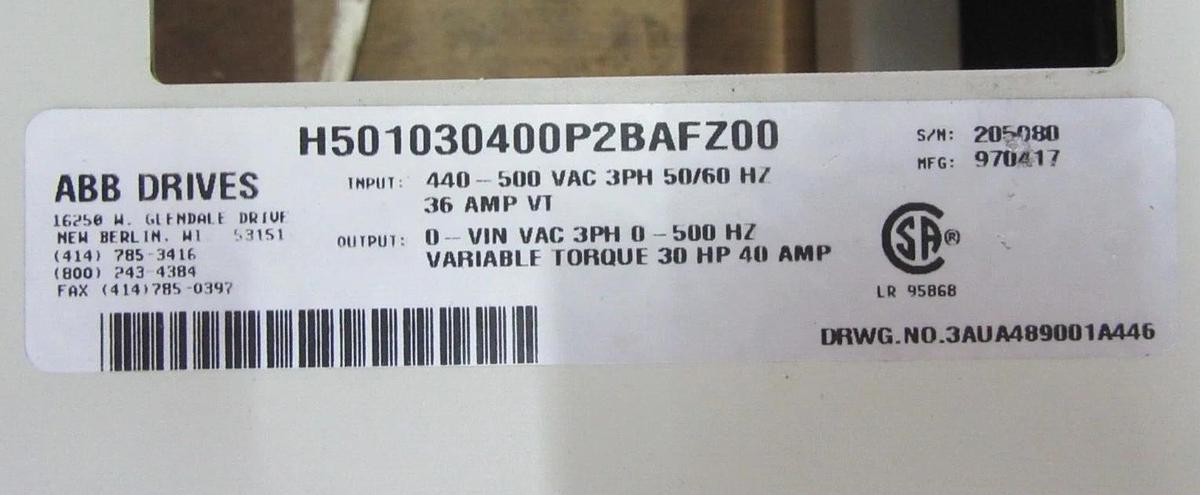 H501030400P2BAFZ00
S/N: 205080
MFG: 970417
ABB DRIVES
16250 W. GLENDALE DRIVE
NEW BERLIN, WI 53151
(414) 785-3416
(800) 243-4384
FAX (414)785-0397
INPUT: 440-500 VAC 3PH 50/60 HZ
36 AMP VT
OUTPUT: 0-VIN VAC 3PH 0-500 HZ
VARIABLE TORQUE 30 HP 40 AMP
SA®
LR 95868
DRWG.NO.3AUA489001A446